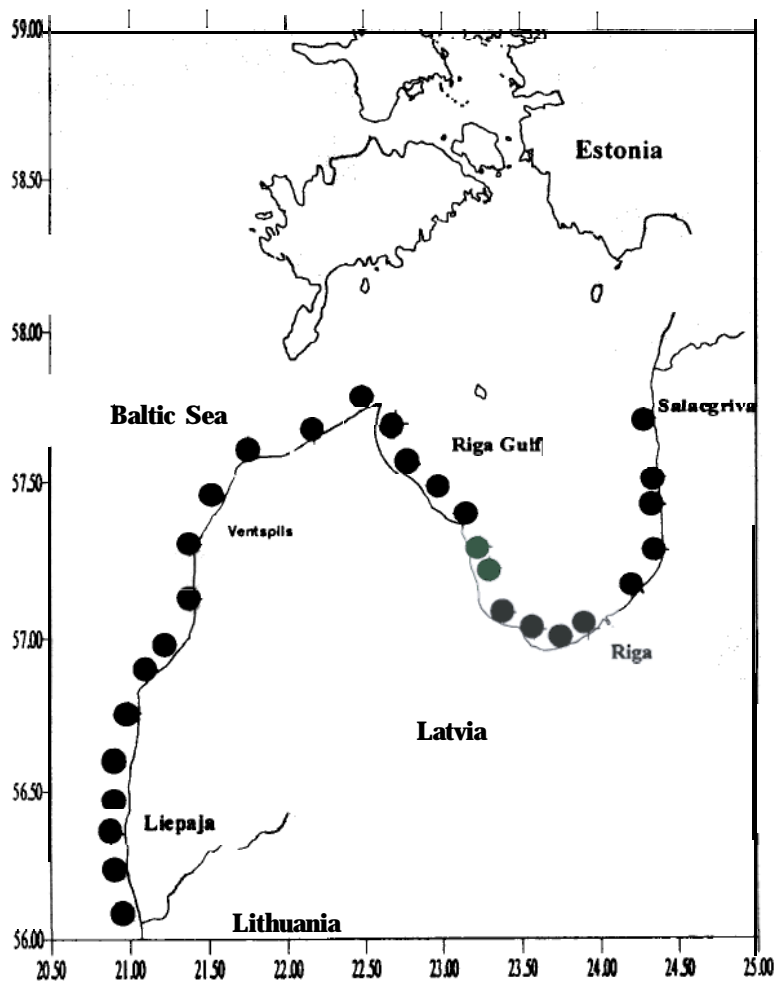 59.00
Estonia
58.50
58.00
Salacgriva
Baltic Sea
Riga Gulf
57.50
Ventspils
57.00
Riga
Latvia
56.50
Liepaja
Lithuania
56.00
20.50 21.00 21.50 22.00 22.50 23.00 23.50 24.00 24.50 25.00